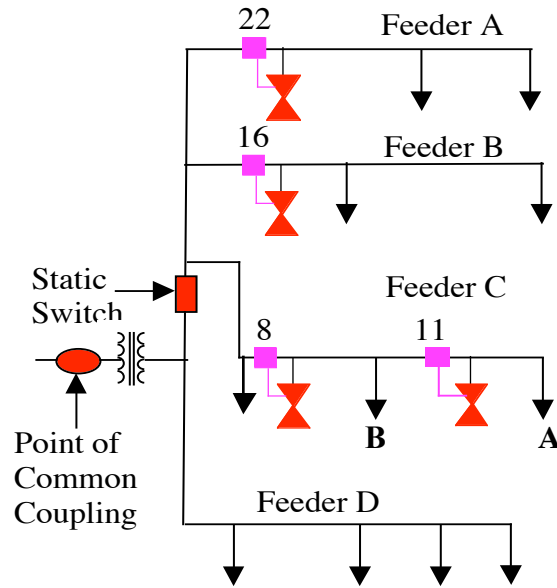 22
Feeder A
16
Feeder B
Static
Switch
Feeder C
8
11
B
A
Point of
Common
Coupling
Feeder D